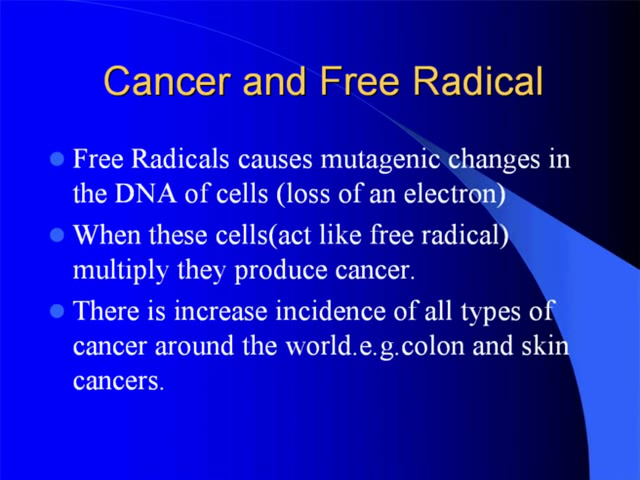 Cancer and Free Radical
Free Radicals causes mutagenic changes in
the DNA of cells (loss of an electron)
When these cells(act like free radical)
multiply they produce cancer.
There is increase incidence of all types of
cancer around the world.e.g.colon and skin
cancers.